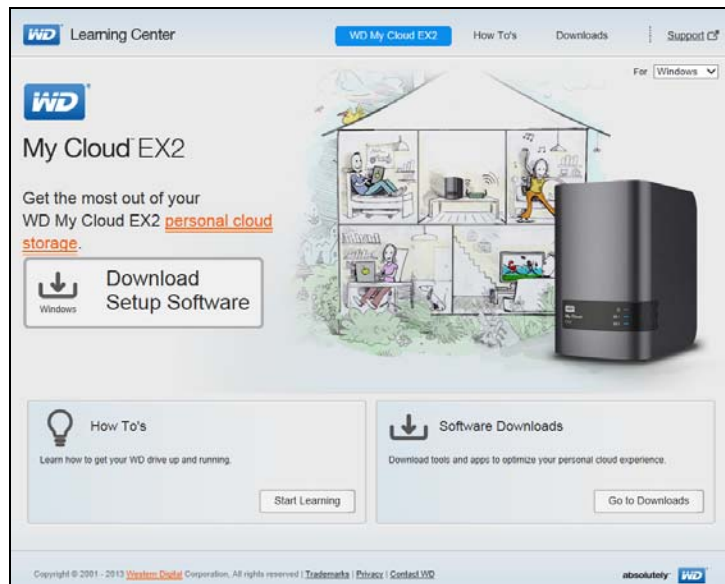 WD Learning Center
WD My Cloud EX2
How To's
Downloads
Support
For Windows
WD
My Cloud™ EX2
Get the most out of your
WD My Cloud EX2 personal cloud
storage.
Windows
Download
Setup Software
WD
My Cloud
How To's
Learn how to get your WD drive up and running.
Start Learning
Software Downloads
Download tools and apps to optimize your personal cloud experience.
Go to Downloads
Copyright © 2001 - 2013 Western Digital Corporation, All rights reserved | Trademarks | Privacy | Contact WD
absolutely WD